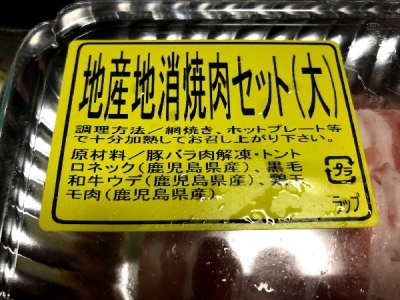 地産地消焼肉セット(大)
調理方法/網焼き、ホットプレート等
で十分加熱してお召し上がり下さい。
原材料/豚バラ肉解凍・トント
ロネック(鹿児島県産)、黒毛
和牛ウデ(鹿児島県産)、鶏モ
モ肉(鹿児島県産)
プラ
ラップ